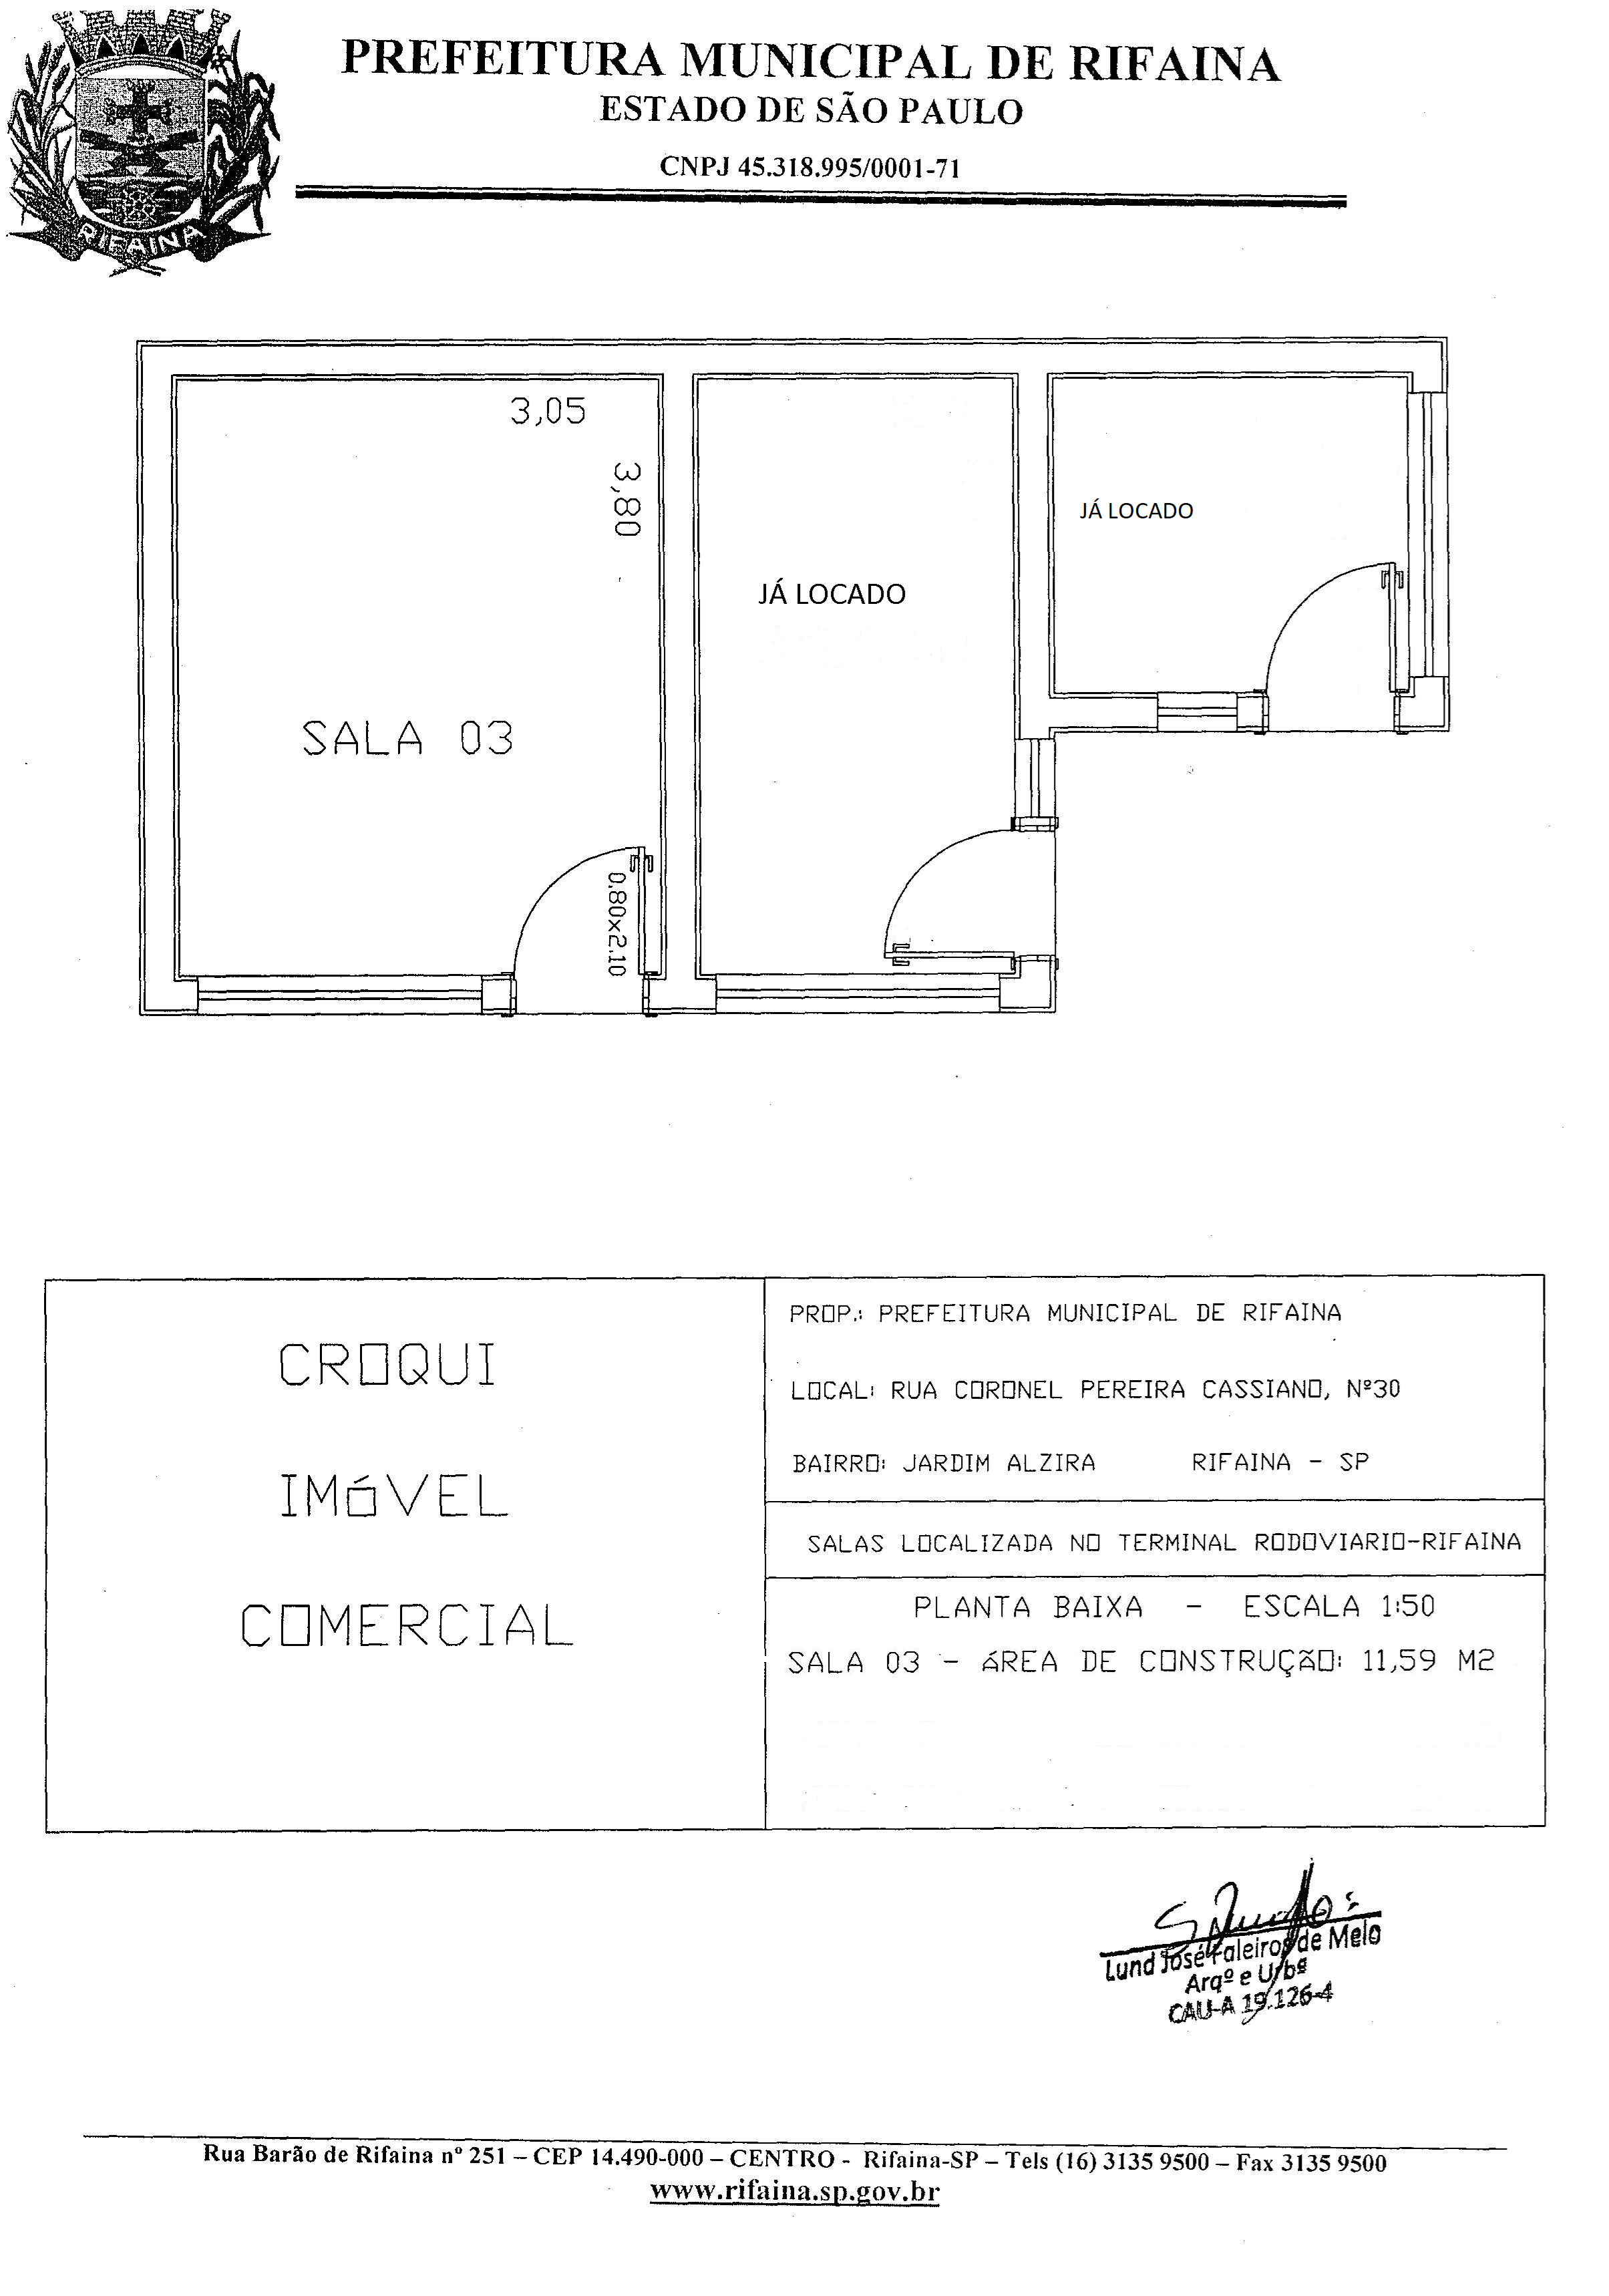 PREFEITURA MUNICIPAL DE RIFAINA
ESTADO DE SÃO PAULO
CNPJ 45.318.995/0001-71
RIFAINA
3,05
3,80
JÁ LOCADO
JÁ LOCADO
SALA 03
0.80x2.10
CROQUI
IMÓVEL
COMERCIAL
PROP.: PREFEITURA MUNICIPAL DE RIFAINA
LOCAL: RUA CORONEL PEREIRA CASSIANO, Nº30
BAIRRO: JARDIM ALZIRA RIFAINA - SP
SALAS LOCALIZADA NO TERMINAL RODOVIARIO-RIFAINA
PLANTA BAIXA - ESCALA 1:50
SALA 03 - ÁREA DE CONSTRUÇÃO: 11,59 M2
Lund José Faleiros de Melo
Arqº e Urbº
CAU-A 19.126-4
Rua Barão de Rifaina nº 251 – CEP 14.490-000 – CENTRO - Rifaina-SP – Tels (16) 3135 9500 – Fax 3135 9500
www.rifaina.sp.gov.br